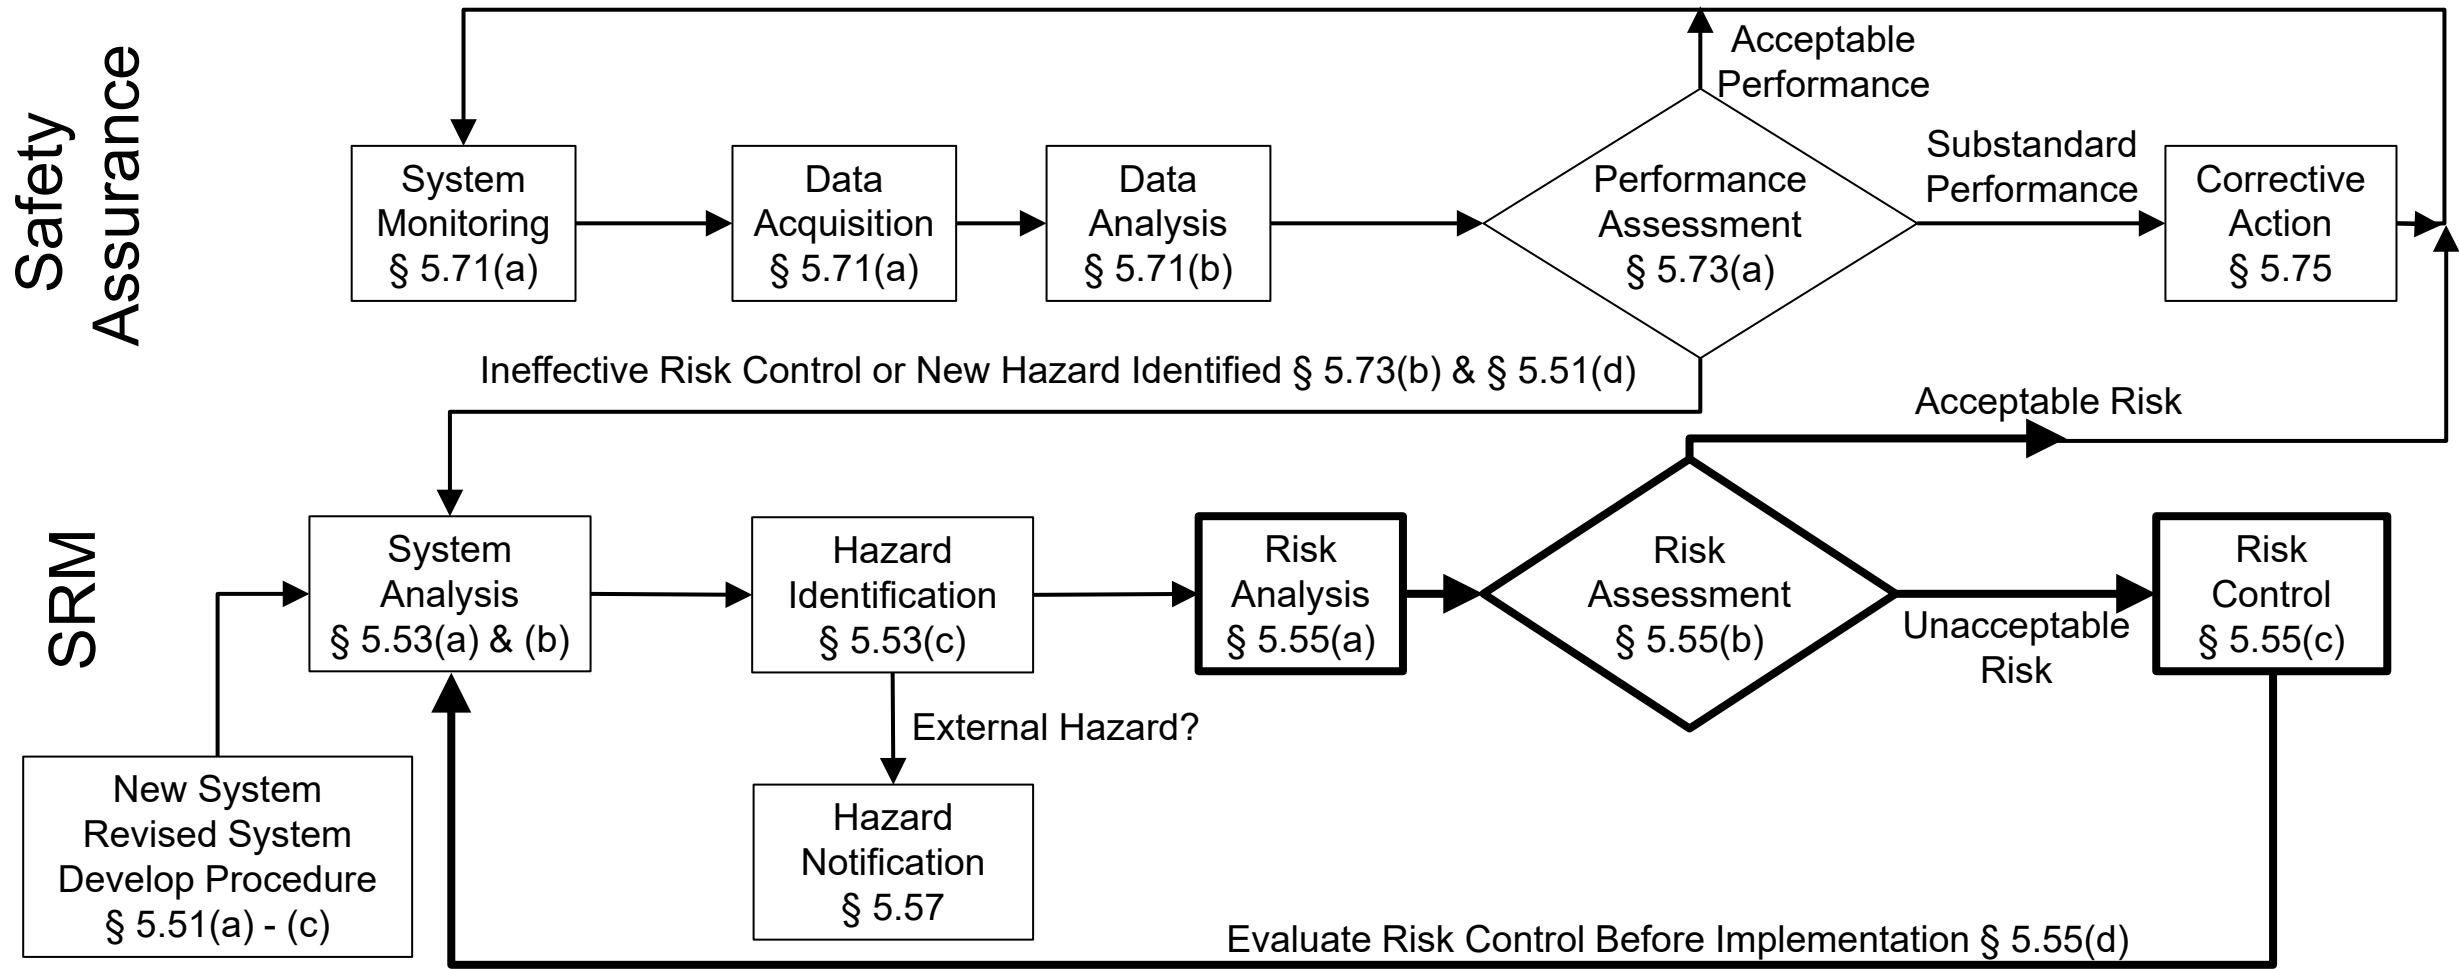 Safety
Assurance
Acceptable
Performance
System
Monitoring
§ 5.71(a)
Data
Acquisition
§ 5.71(a)
Data
Analysis
§ 5.71(b)
Performance
Assessment
§ 5.73(a)
Substandard
Performance
Corrective
Action
§ 5.75
Ineffective Risk Control or New Hazard Identified § 5.73(b) & § 5.51(d)
Acceptable Risk
SRM
System
Analysis
§ 5.53(a) & (b)
Hazard
Identification
§ 5.53(c)
Risk
Analysis
§ 5.55(a)
Risk
Assessment
§ 5.55(b)
Unacceptable
Risk
Risk
Control
§ 5.55(c)
External Hazard?
New System
Revised System
Develop Procedure
§ 5.51(a) - (c)
Hazard
Notification
§ 5.57
Evaluate Risk Control Before Implementation § 5.55(d)